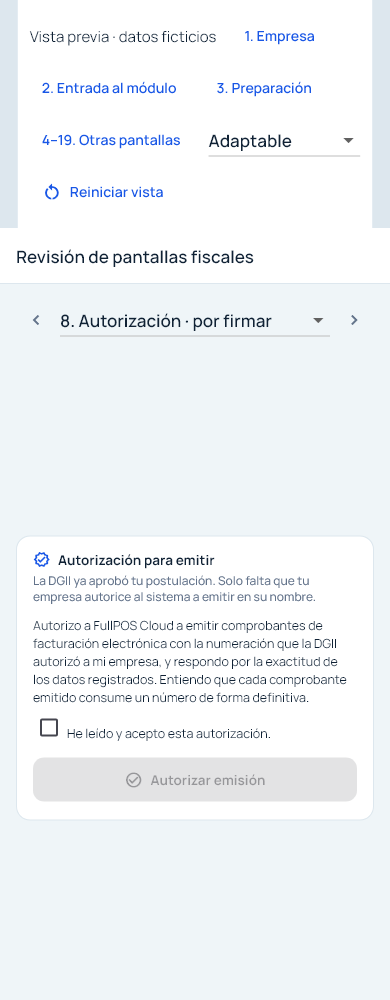 Vista previa · datos ficticios
1. Empresa
2. Entrada al módulo
3. Preparación
4–19. Otras pantallas
Adaptable
Reiniciar vista
Revisión de pantallas fiscales
8. Autorización · por firmar
Autorización para emitir
La DGII ya aprobó tu postulación. Solo falta que tu
empresa autorice al sistema a emitir en su nombre.
Autorizo a FullPOS Cloud a emitir comprobantes de
facturación electrónica con la numeración que la DGII
autorizó a mi empresa, y respondo por la exactitud de
los datos registrados. Entiendo que cada comprobante
emitido consume un número de forma definitiva.
He leído y acepto esta autorización.
Autorizar emisión